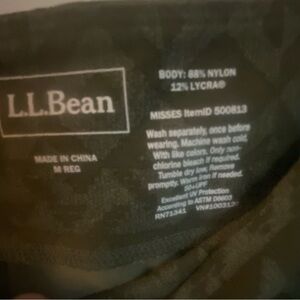 L.L.Bean
MADE IN CHINA
M REG
BODY: 88% NYLON
12% LYCRA®
MISSES ItemID 500813
Wash separately, once before
wearing. Machine wash cold.
With like colors. Only non-
chlorine bleach if required.
Tumble dry low. Remove
promptly. Warm iron if needed.
50+UPF
Excellent UV Protection
According to ASTM D6603
RN71341